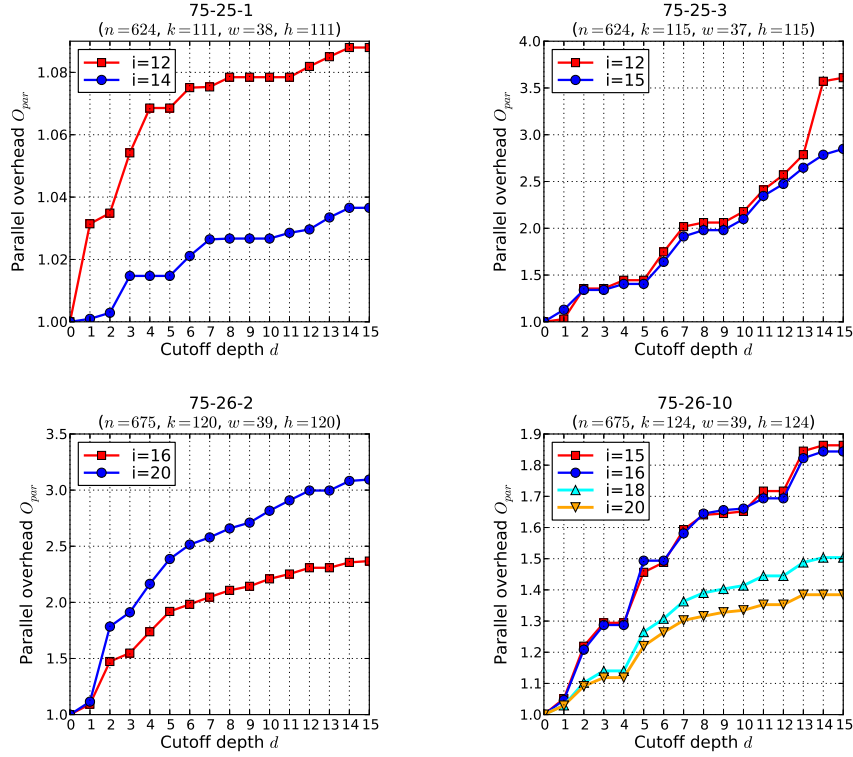 75-25-1
(n=624, k=111, w=38, h=111)
i=12
i=14
1.08
1.06
1.04
1.02
1.00
Parallel overhead O_par
0 1 2 3 4 5 6 7 8 9 10 11 12 13 14 15
Cutoff depth d
75-25-3
(n=624, k=115, w=37, h=115)
i=12
i=15
4.0
3.5
3.0
2.5
2.0
1.5
1.0
Parallel overhead O_par
0 1 2 3 4 5 6 7 8 9 10 11 12 13 14 15
Cutoff depth d
75-26-2
(n=675, k=120, w=39, h=120)
i=16
i=20
3.5
3.0
2.5
2.0
1.5
1.0
Parallel overhead O_par
0 1 2 3 4 5 6 7 8 9 10 11 12 13 14 15
Cutoff depth d
75-26-10
(n=675, k=124, w=39, h=124)
i=15
i=16
i=18
i=20
1.9
1.8
1.7
1.6
1.5
1.4
1.3
1.2
1.1
1.0
Parallel overhead O_par
0 1 2 3 4 5 6 7 8 9 10 11 12 13 14 15
Cutoff depth d